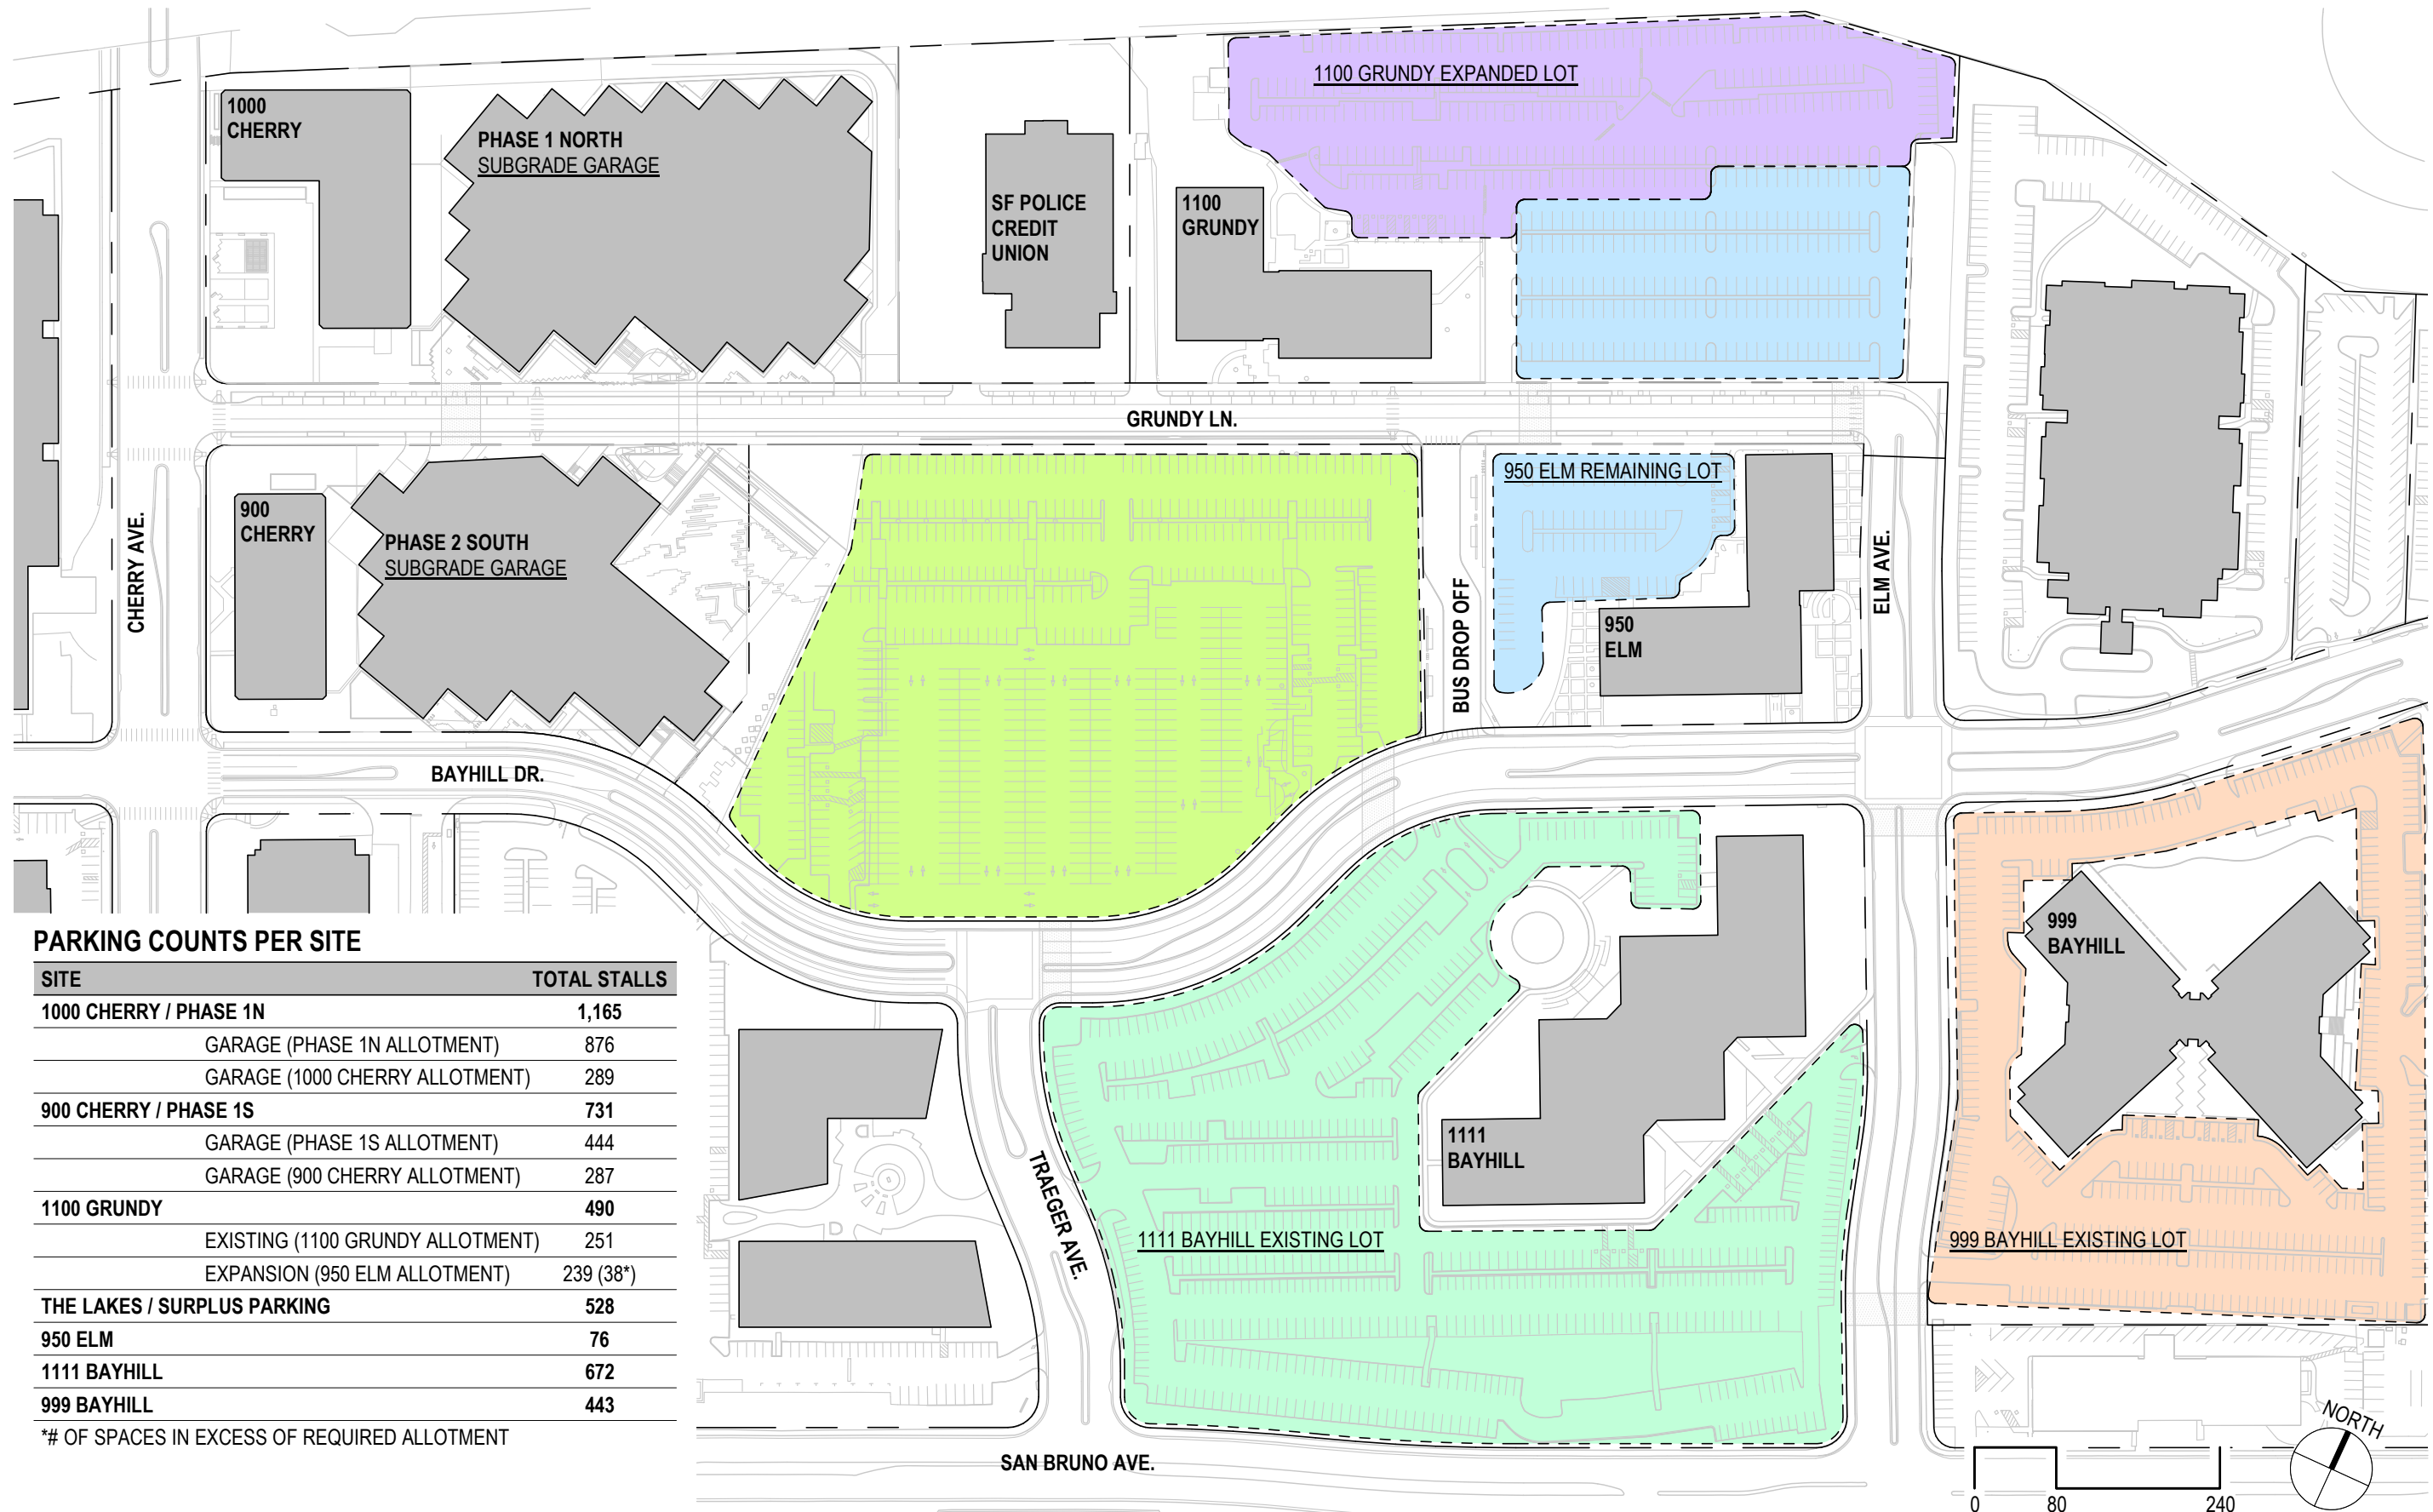 1100 GRUNDY EXPANDED LOT
1000
CHERRY
PHASE 1 NORTH
SUBGRADE GARAGE
SF POLICE
CREDIT
UNION
1100
GRUNDY
GRUNDY LN.
CHERRY AVE.
900
CHERRY
PHASE 2 SOUTH
SUBGRADE GARAGE
950 ELM REMAINING LOT
BUS DROP OFF
950
ELM
ELM AVE.
BAYHILL DR.
999
BAYHILL
1111
BAYHILL
TRAEGER AVE.
1111 BAYHILL EXISTING LOT
999 BAYHILL EXISTING LOT
SAN BRUNO AVE.
PARKING COUNTS PER SITE
SITE TOTAL STALLS
1000 CHERRY / PHASE 1N 1,165
GARAGE (PHASE 1N ALLOTMENT) 876
GARAGE (1000 CHERRY ALLOTMENT) 289
900 CHERRY / PHASE 1S 731
GARAGE (PHASE 1S ALLOTMENT) 444
GARAGE (900 CHERRY ALLOTMENT) 287
1100 GRUNDY 490
EXISTING (1100 GRUNDY ALLOTMENT) 251
EXPANSION (950 ELM ALLOTMENT) 239 (38*)
THE LAKES / SURPLUS PARKING 528
950 ELM 76
1111 BAYHILL 672
999 BAYHILL 443
*# OF SPACES IN EXCESS OF REQUIRED ALLOTMENT
NORTH
0 80 240